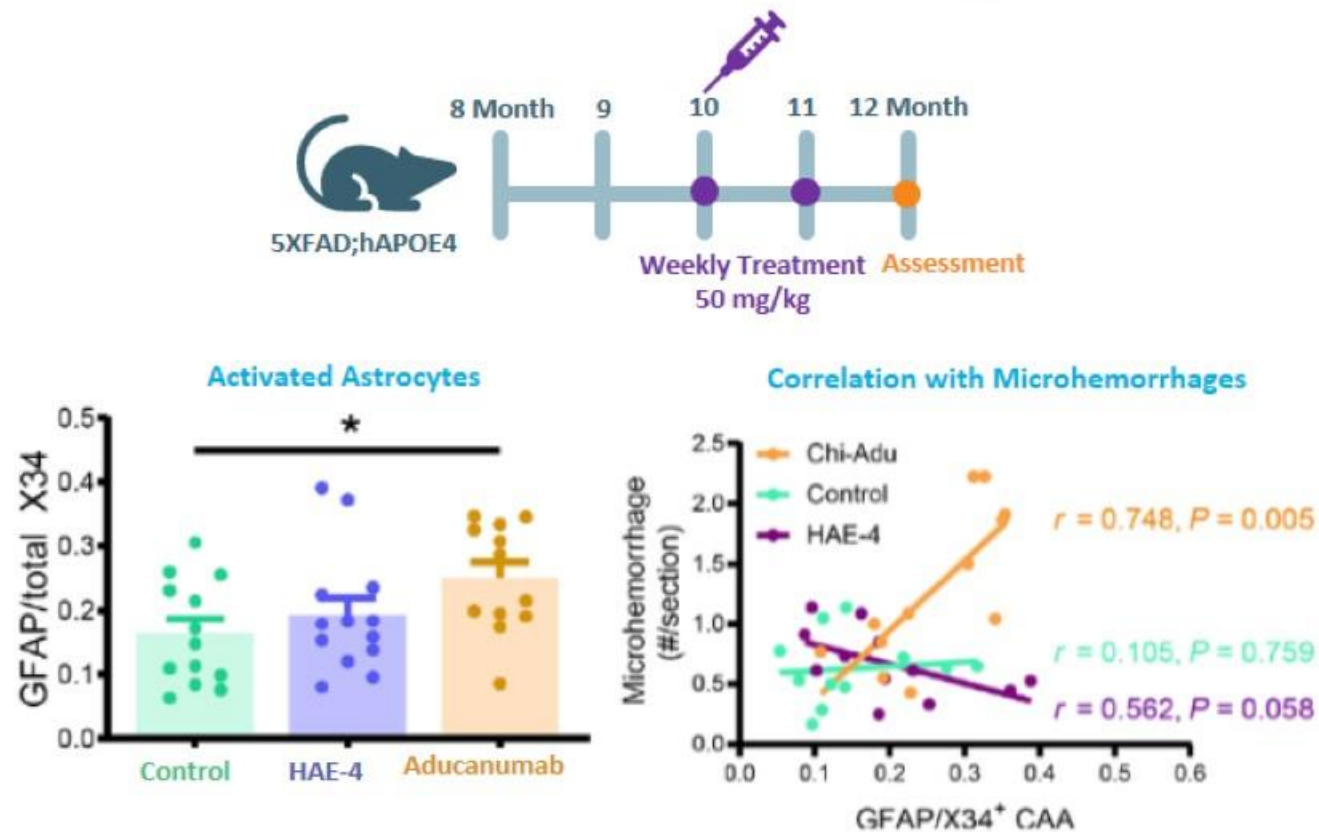 8 Month 9 10 11 12 Month
5XFAD;hAPOE4
Weekly Treatment
50 mg/kg
Assessment
Activated Astrocytes
*
GFAP/total X34
0.5
0.4
0.3
0.2
0.1
0.0
Control HAE-4 Aducanumab
Correlation with Microhemorrhages
Microhemorrhage
(#/section)
2.5
2.0
1.5
1.0
0.5
0.0
Chi-Adu
Control
HAE-4
r = 0.748, P = 0.005
r = 0.105, P = 0.759
r = 0.562, P = 0.058
0.0 0.1 0.2 0.3 0.4 0.5 0.6
GFAP/X34⁺ CAA